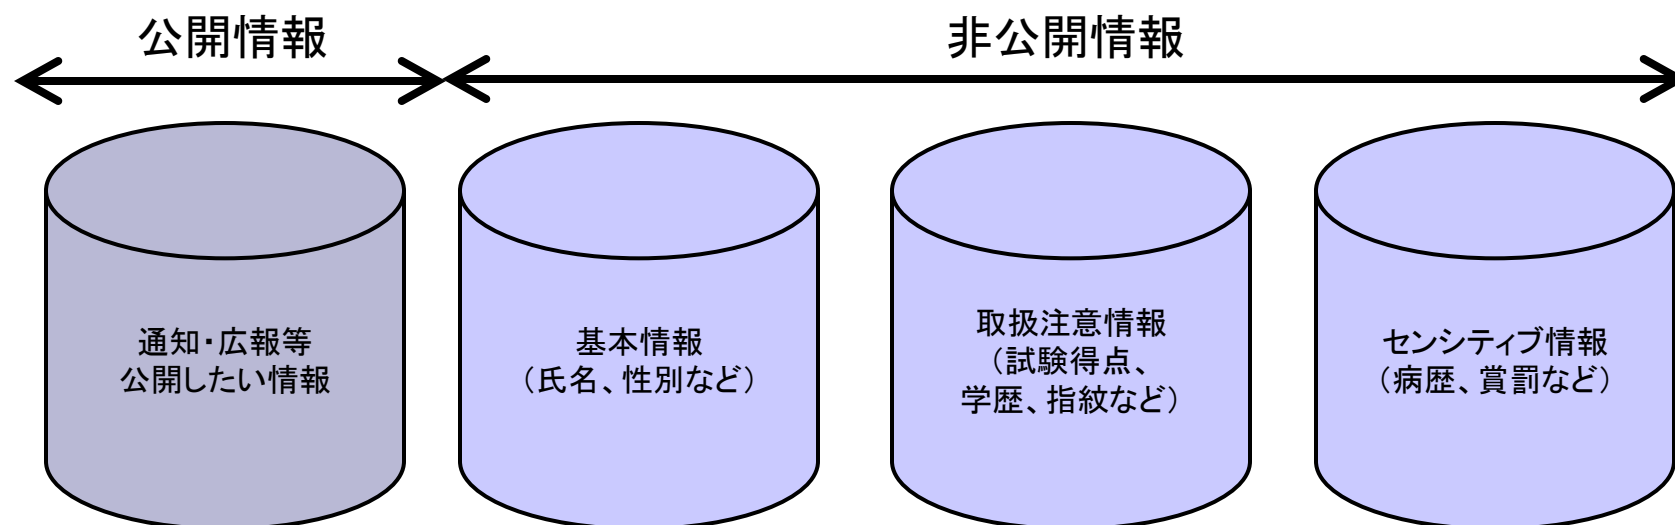 公開情報
非公開情報
通知・広報等
公開したい情報
基本情報
（氏名、性別など）
取扱注意情報
（試験得点、
学歴、指紋など）
センシティブ情報
（病歴、賞罰など）